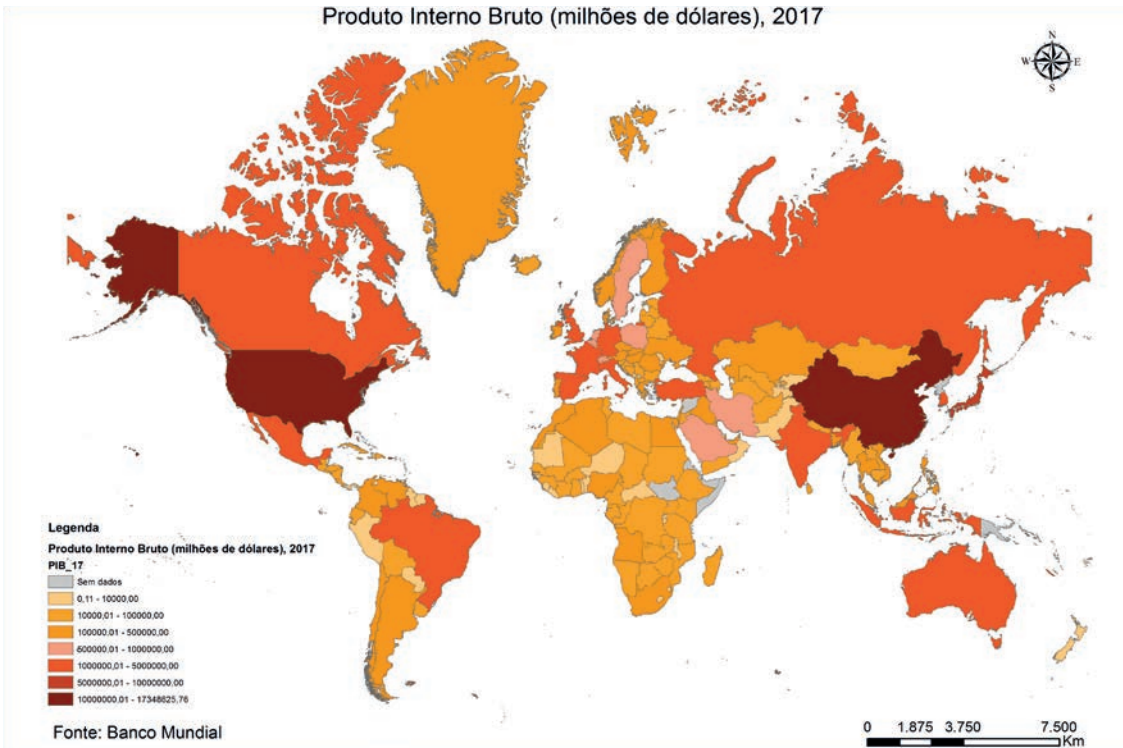 Produto Interno Bruto (milhões de dólares), 2017
N
W E
S
Legenda
Produto Interno Bruto (milhões de dólares), 2017
PIB_17
Sem dados
0,11 - 10000,00
10000,01 - 100000,00
100000,01 - 500000,00
500000,01 - 1000000,00
1000000,01 - 5000000,00
5000000,01 - 10000000,00
10000000,01 - 17348625,76
Fonte: Banco Mundial
0 1.875 3.750 7.500
Km